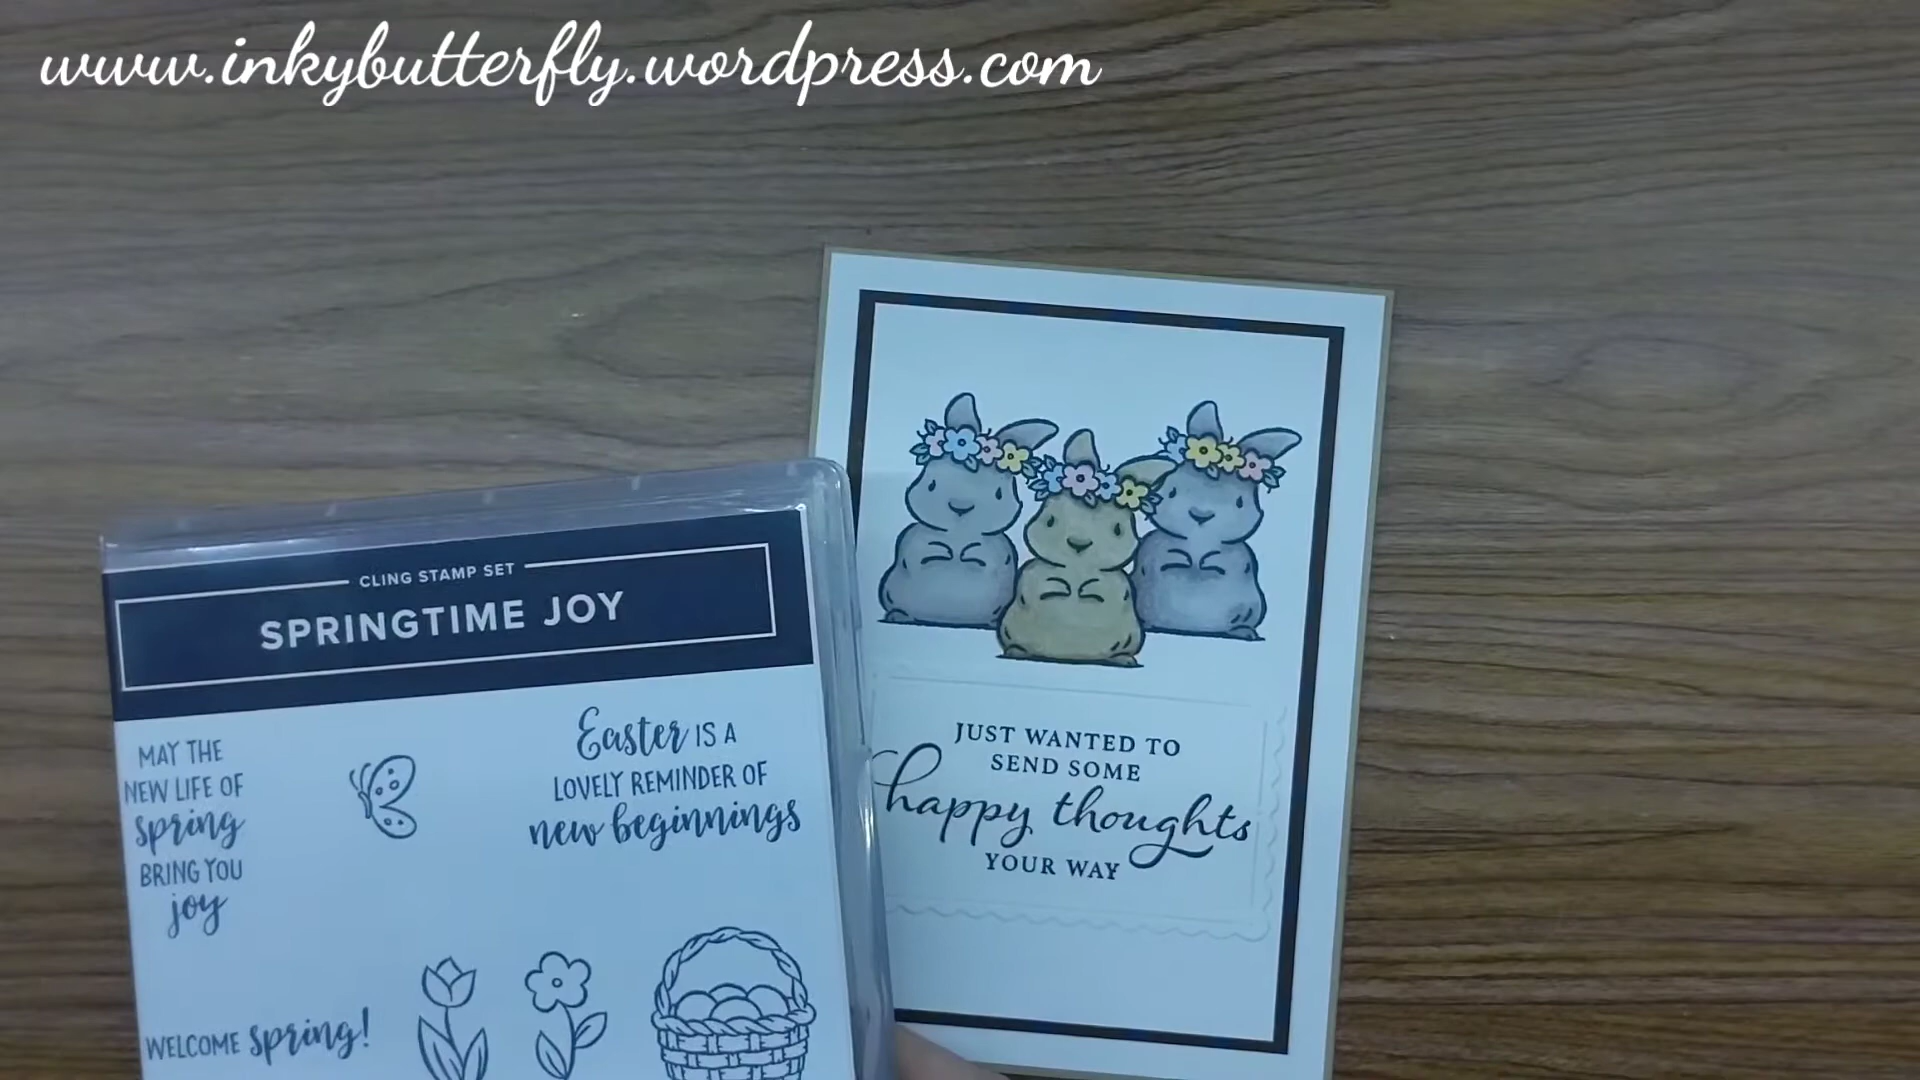 www.inkybutterfly.wordpress.com
CLING STAMP SET
SPRINGTIME JOY
MAY THE
NEW LIFE OF
spring
BRING YOU
joy
Easter IS A
LOVELY REMINDER OF
new beginnings
WELCOME spring!
JUST WANTED TO
SEND SOME
happy thoughts
YOUR WAY